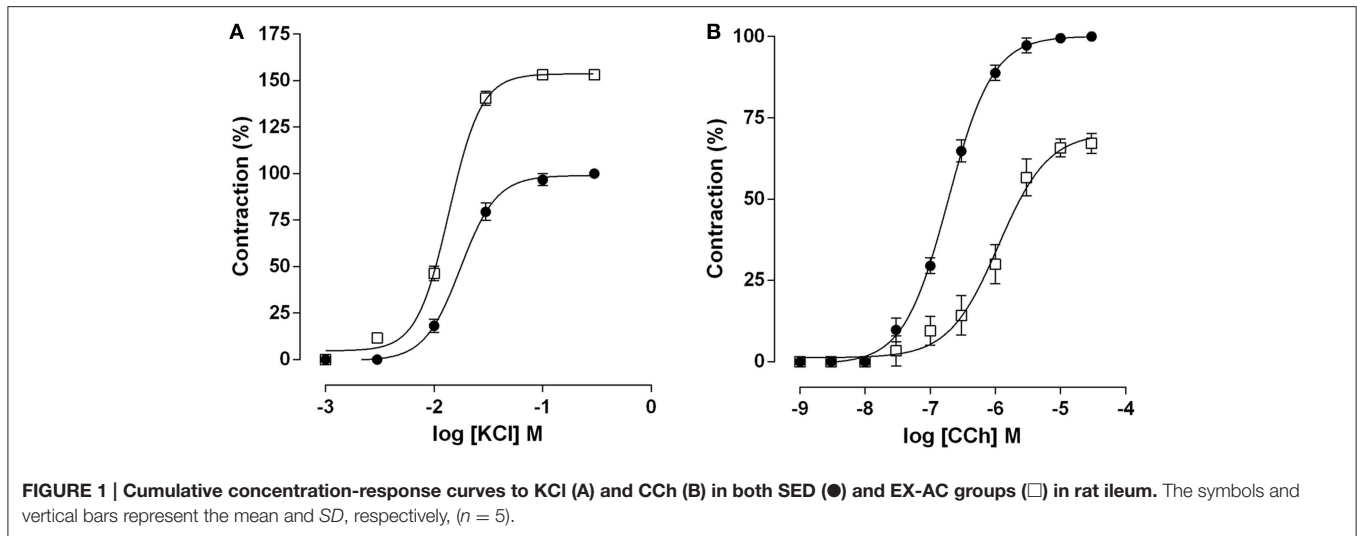 A
175
150
125
100
75
50
25
0
Contraction (%)
-3 -2 -1 0
log [KCl] M
B
100
75
50
25
0
Contraction (%)
-9 -8 -7 -6 -5 -4
log [CCh] M
FIGURE 1 | Cumulative concentration-response curves to KCl (A) and CCh (B) in both SED (●) and EX-AC groups (□) in rat ileum. The symbols and
vertical bars represent the mean and SD, respectively, (n = 5).